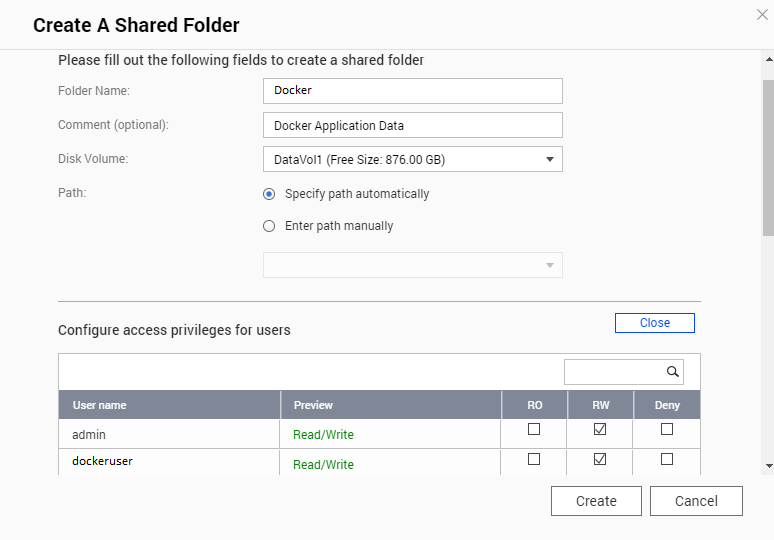 Create A Shared Folder
Please fill out the following fields to create a shared folder
Folder Name: Docker
Comment (optional): Docker Application Data
Disk Volume: DataVol1 (Free Size: 876.00 GB)
Path: Specify path automatically
Enter path manually
Configure access privileges for users Close
User name Preview RO RW Deny
admin Read/Write
dockeruser Read/Write
Create Cancel